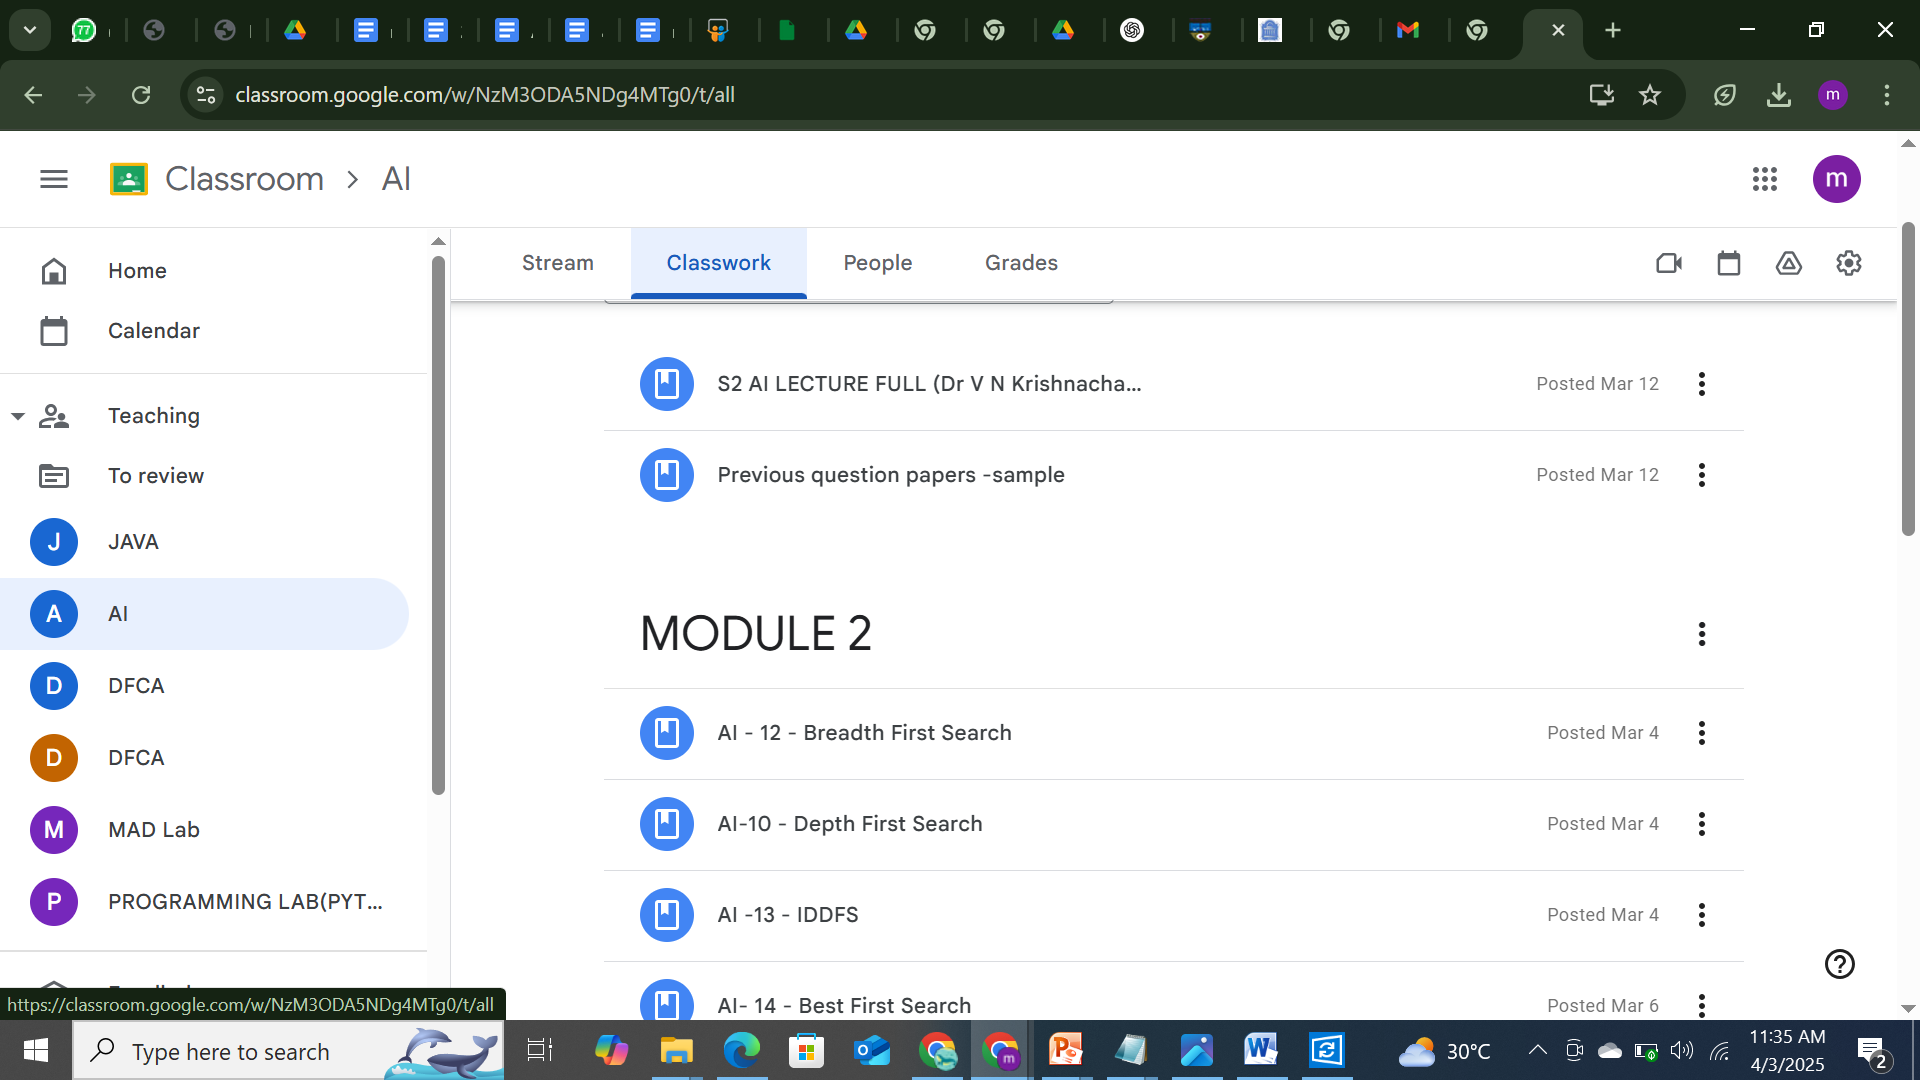 77
classroom.google.com/w/NzM3ODA5NDg4MTg0/t/all
m
Classroom > AI
m
Home
Calendar
Teaching
To review
J JAVA
A AI
D DFCA
D DFCA
M MAD Lab
P PROGRAMMING LAB(PYT...
Stream Classwork People Grades
S2 AI LECTURE FULL (Dr V N Krishnacha... Posted Mar 12
Previous question papers -sample Posted Mar 12
MODULE 2
AI - 12 - Breadth First Search Posted Mar 4
AI-10 - Depth First Search Posted Mar 4
AI -13 - IDDFS Posted Mar 4
AI- 14 - Best First Search Posted Mar 6
https://classroom.google.com/w/NzM3ODA5NDg4MTg0/t/all
Type here to search
30°C
11:35 AM
4/3/2025
2